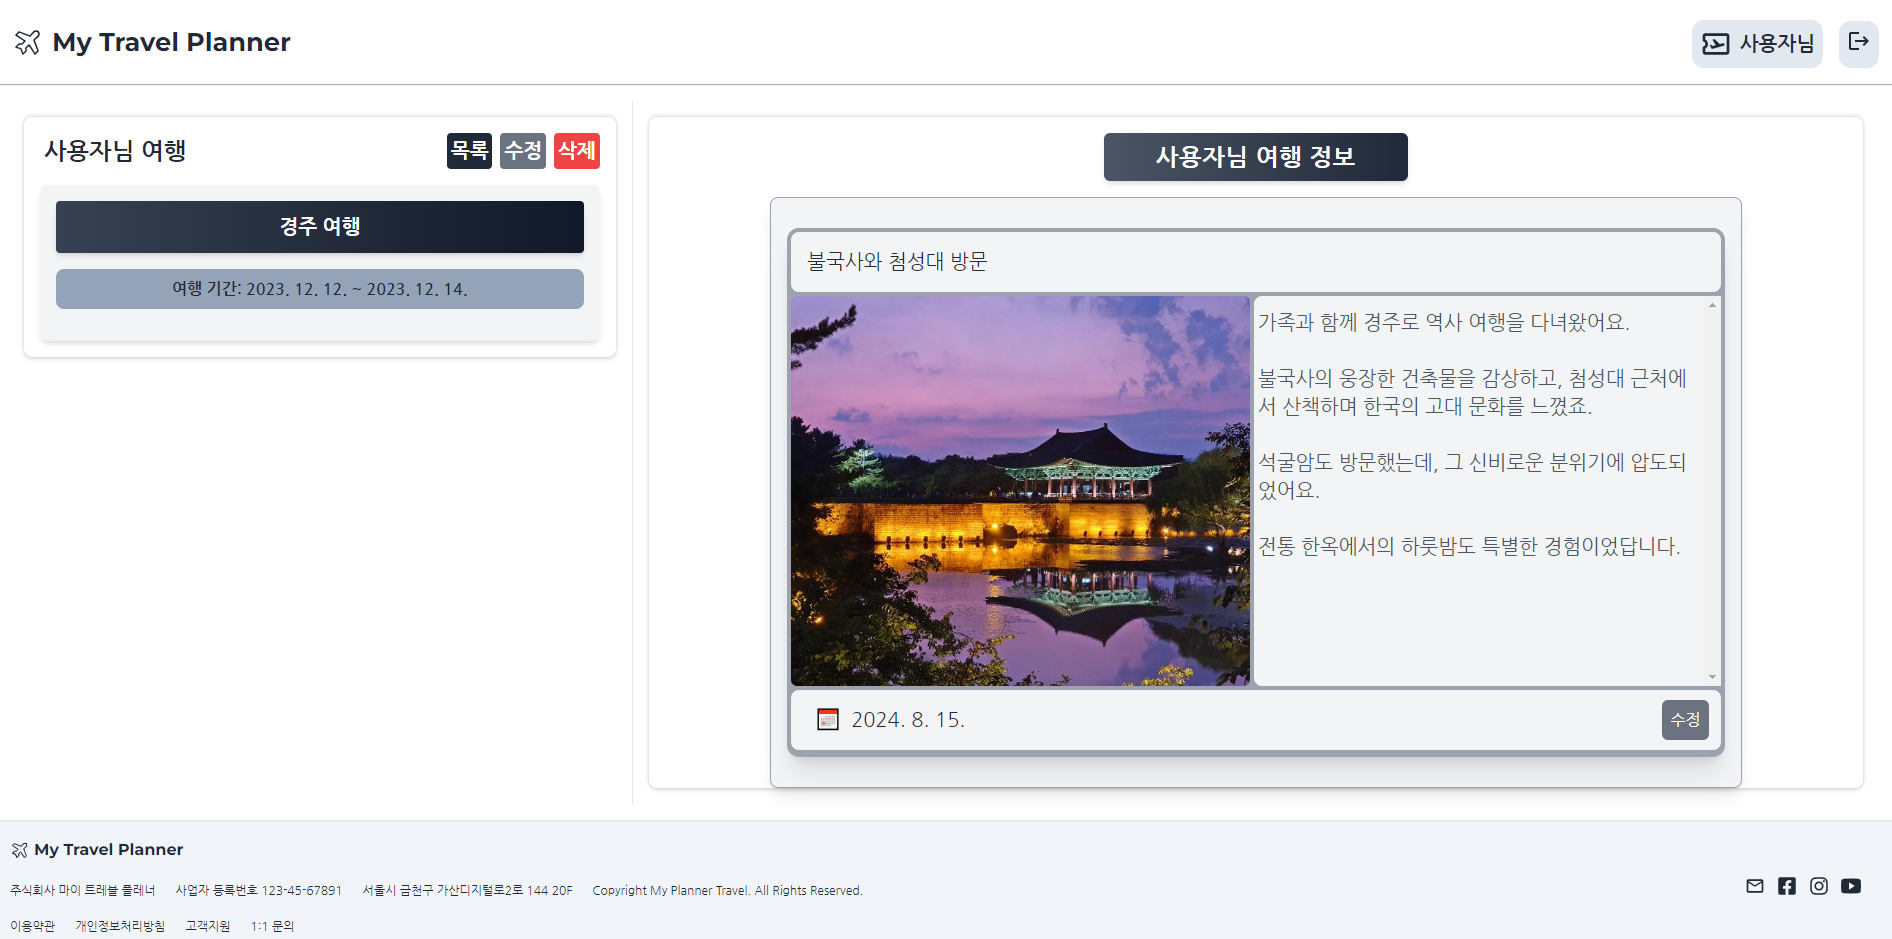 My Travel Planner
사용자님
사용자님 여행
목록 수정 삭제
경주 여행
여행 기간: 2023. 12. 12. ~ 2023. 12. 14.
사용자님 여행 정보
불국사와 첨성대 방문
가족과 함께 경주로 역사 여행을 다녀왔어요.
불국사의 웅장한 건축물을 감상하고, 첨성대 근처에
서 산책하며 한국의 고대 문화를 느꼈죠.
석굴암도 방문했는데, 그 신비로운 분위기에 압도되
었어요.
전통 한옥에서의 하룻밤도 특별한 경험이었답니다.
2024. 8. 15.
수정
My Travel Planner
주식회사 마이 트레블 플레너 사업자 등록번호 123-45-67891 서울시 금천구 가산디지털로2로 144 20F Copyright My Planner Travel. All Rights Reserved.
이용약관 개인정보처리방침 고객지원 1:1 문의